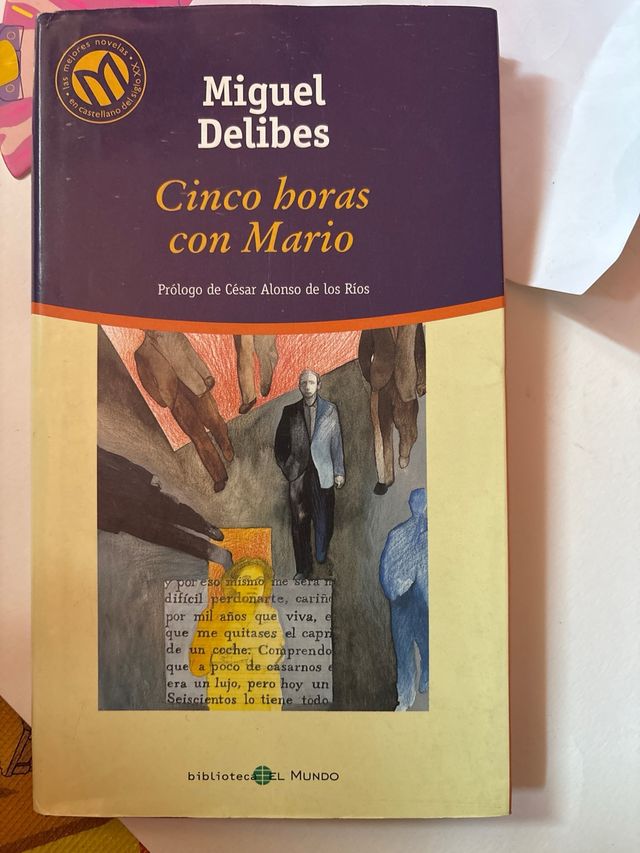 las mejores novelas
en castellano del siglo XX
Miguel
Delibes
Cinco horas
con Mario
Prólogo de César Alonso de los Ríos
y por eso mismo me será n
difícil perdonarte, cariño
por mil años que viva, e
que me quitases el capri
de un coche. Comprendo
que a poco de casarnos e
era un lujo, pero hoy un
Seiscientos lo tiene todo
biblioteca EL MUNDO